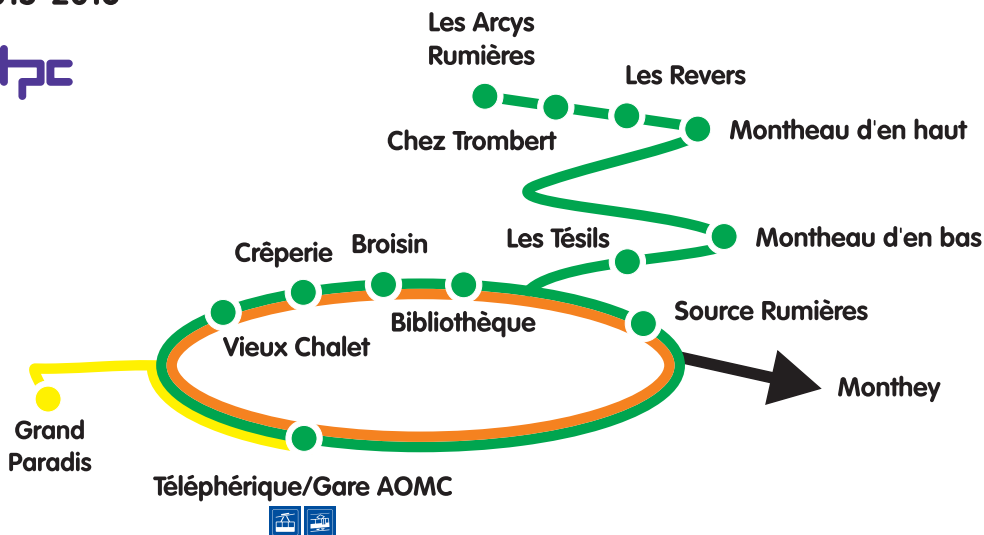 tpc
Les Arcys
Rumières
Les Revers
Chez Trombert
Montheau d'en haut
Crêperie
Broisin
Les Tésils
Montheau d'en bas
Bibliothèque
Source Rumières
Vieux Chalet
Monthey
Grand
Paradis
Téléphérique/Gare AOMC